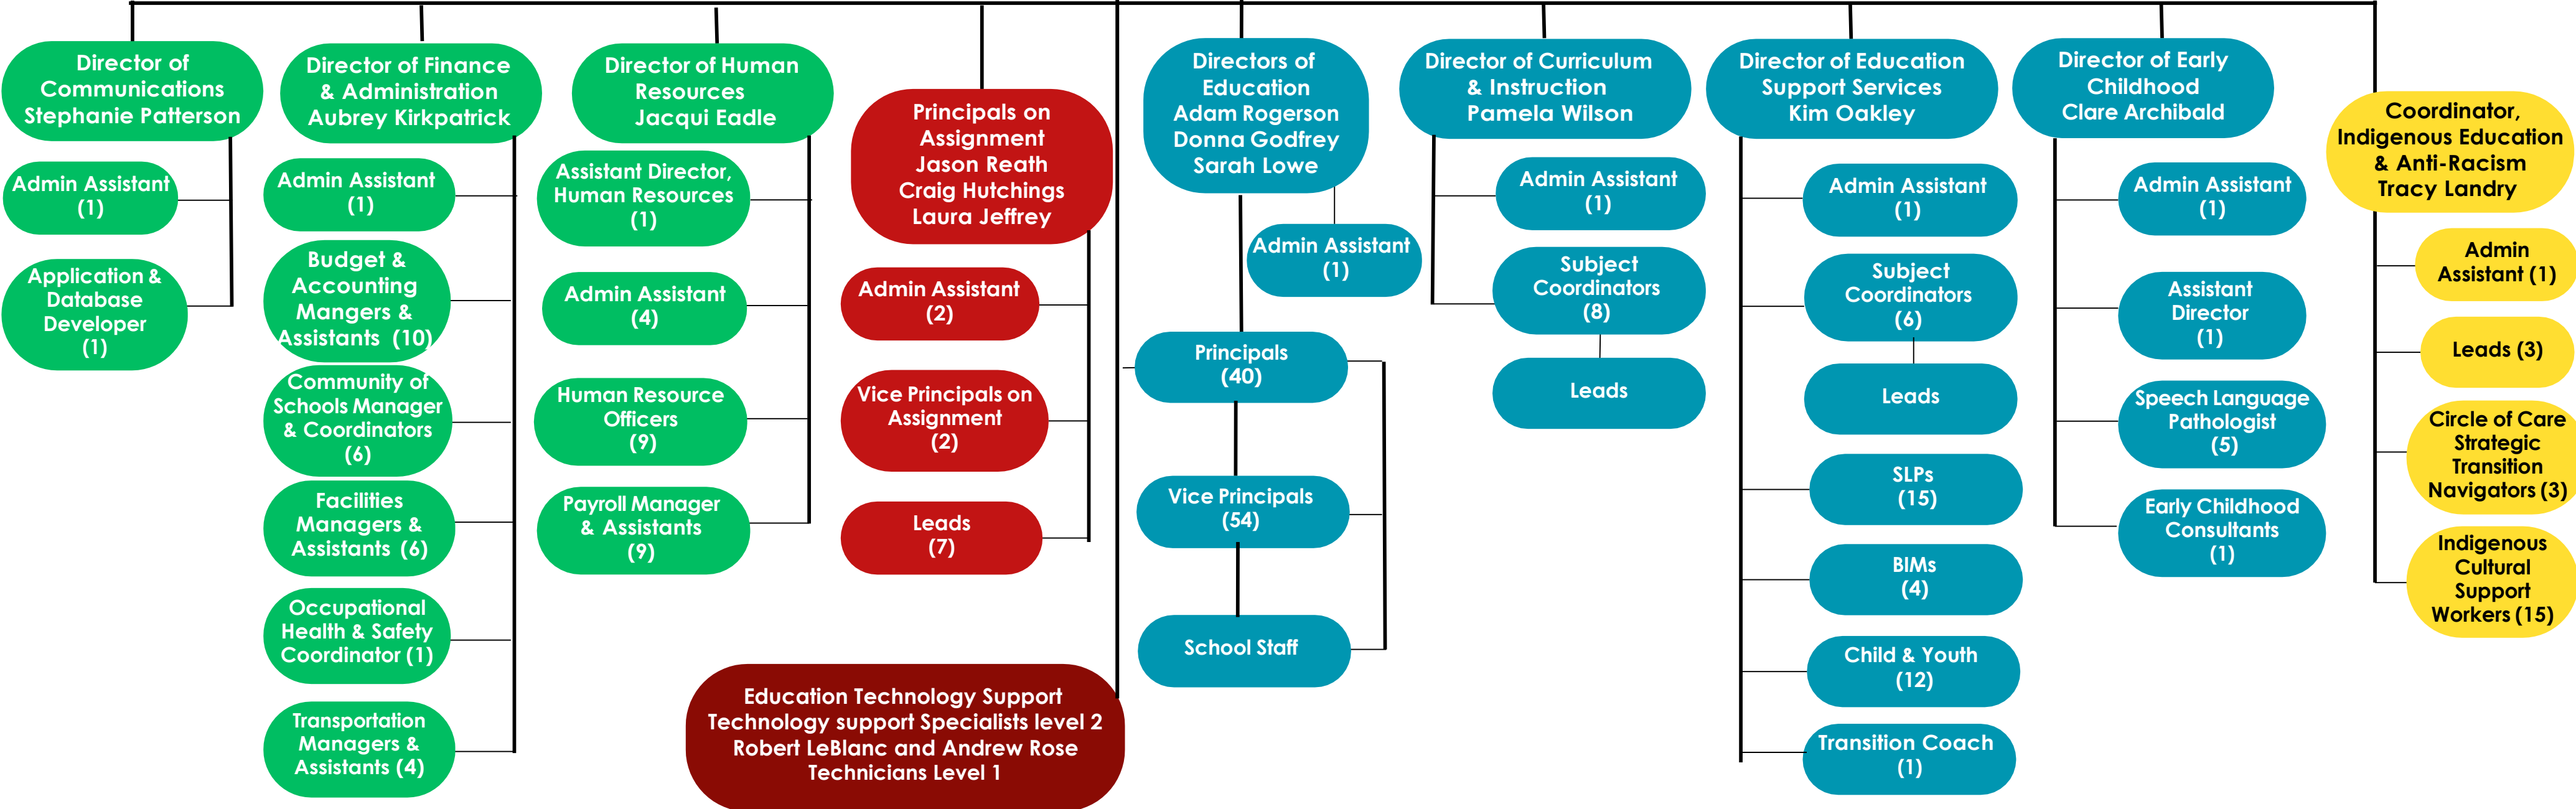 Director of
Communications
Stephanie Patterson
Admin Assistant
(1)
Application &
Database
Developer
(1)
Director of Finance
& Administration
Aubrey Kirkpatrick
Admin Assistant
(1)
Budget &
Accounting
Mangers &
Assistants (10)
Community of
Schools Manager
& Coordinators
(6)
Facilities
Managers &
Assistants (6)
Occupational
Health & Safety
Coordinator (1)
Transportation
Managers &
Assistants (4)
Director of Human
Resources
Jacqui Eadle
Assistant Director,
Human Resources
(1)
Admin Assistant
(4)
Human Resource
Officers
(9)
Payroll Manager
& Assistants
(9)
Principals on
Assignment
Jason Reath
Craig Hutchings
Laura Jeffrey
Admin Assistant
(2)
Vice Principals on
Assignment
(2)
Leads
(7)
Education Technology Support
Technology support Specialists level 2
Robert LeBlanc and Andrew Rose
Technicians Level 1
Directors of
Education
Adam Rogerson
Donna Godfrey
Sarah Lowe
Admin Assistant
(1)
Principals
(40)
Vice Principals
(54)
School Staff
Director of Curriculum
& Instruction
Pamela Wilson
Admin Assistant
(1)
Subject
Coordinators
(8)
Leads
Director of Education
Support Services
Kim Oakley
Admin Assistant
(1)
Subject
Coordinators
(6)
Leads
SLPs
(15)
BIMs
(4)
Child & Youth
(12)
Transition Coach
(1)
Director of Early
Childhood
Clare Archibald
Admin Assistant
(1)
Assistant
Director
(1)
Speech Language
Pathologist
(5)
Early Childhood
Consultants
(1)
Coordinator,
Indigenous Education
& Anti-Racism
Tracy Landry
Admin
Assistant (1)
Leads (3)
Circle of Care
Strategic
Transition
Navigators (3)
Indigenous
Cultural
Support
Workers (15)